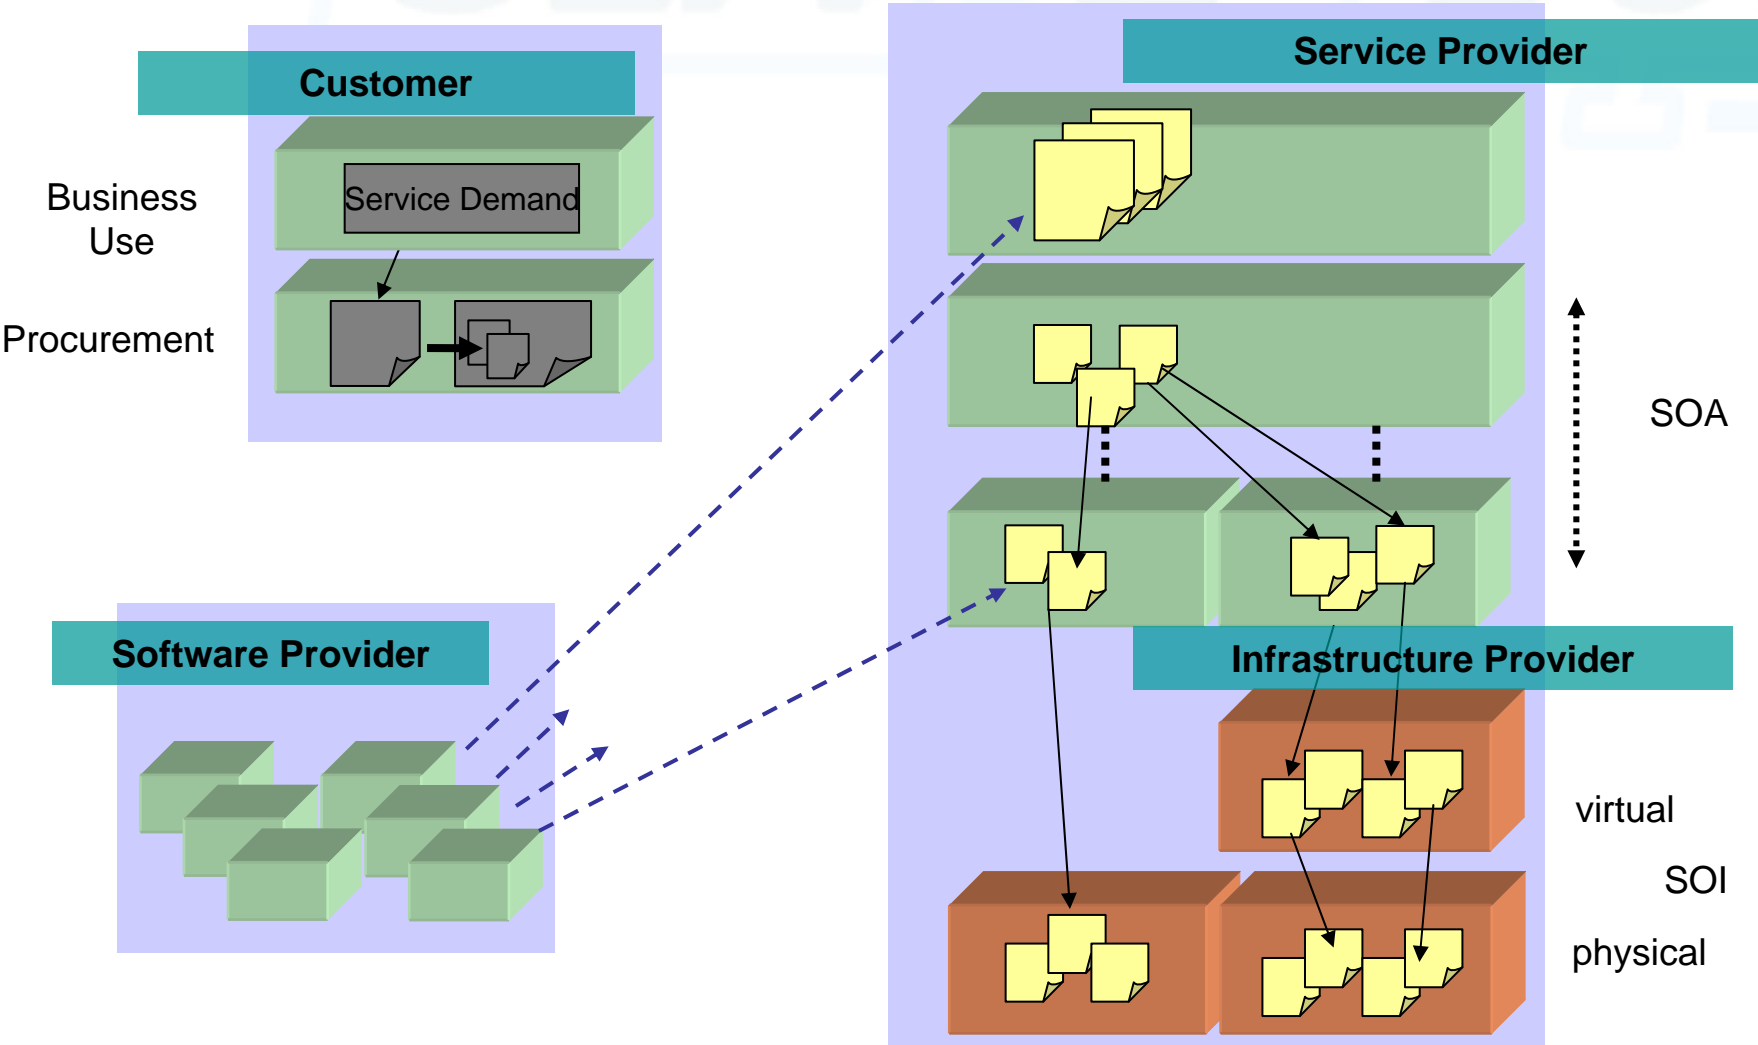 Customer
Service Provider
Business
Use
Service Demand
Procurement
SOA
Software Provider
Infrastructure Provider
virtual
SOI
physical